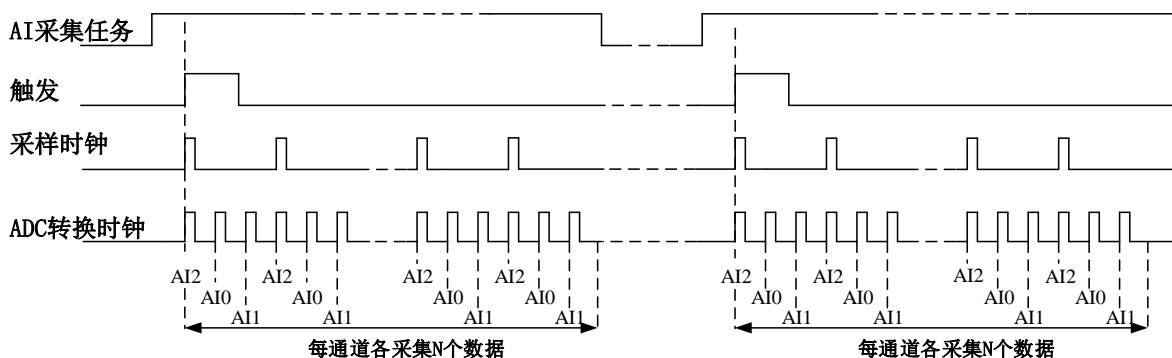 AI采集任务
触发
采样时钟
ADC转换时钟
AI2 AI2 AI2 AI2 AI2 AI2 AI2 AI2
AI0 AI0 AI0 AI0 AI0 AI0 AI0 AI0
AI1 AI1 AI1 AI1 AI1 AI1 AI1 AI1
每通道各采集N个数据 每通道各采集N个数据